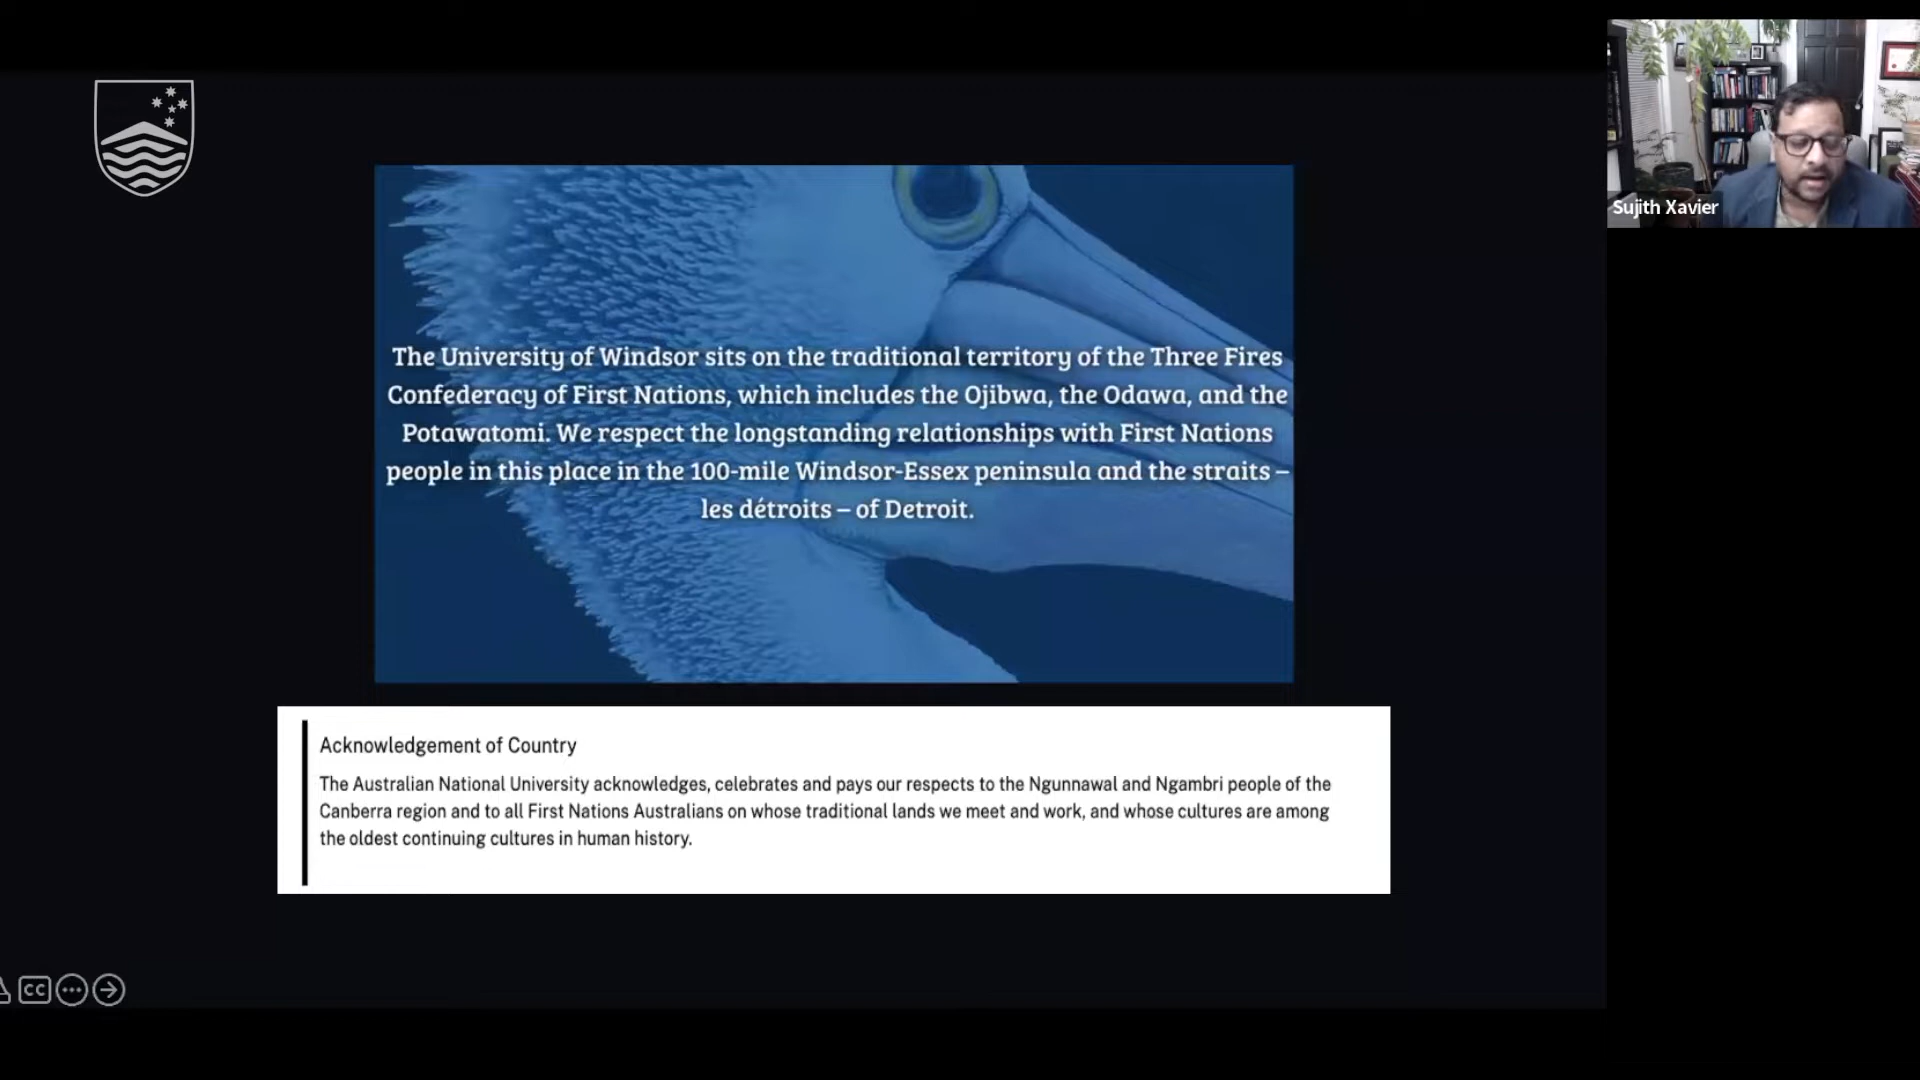 Sujith Xavier
The University of Windsor sits on the traditional territory of the Three Fires
Confederacy of First Nations, which includes the Ojibwa, the Odawa, and the
Potawatomi. We respect the longstanding relationships with First Nations
people in this place in the 100-mile Windsor-Essex peninsula and the straits –
les détroits – of Detroit.
Acknowledgement of Country
The Australian National University acknowledges, celebrates and pays our respects to the Ngunnawal and Ngambri people of the
Canberra region and to all First Nations Australians on whose traditional lands we meet and work, and whose cultures are among
the oldest continuing cultures in human history.
CC